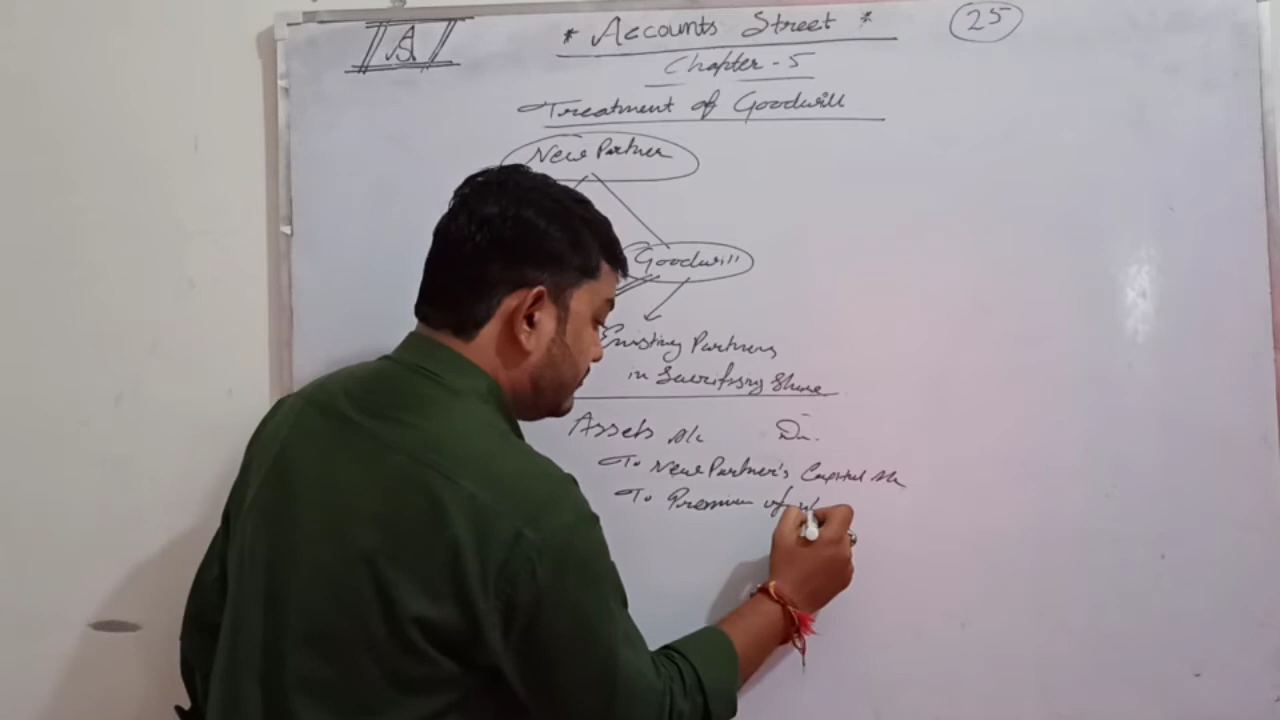 AS
* Accounts Street *
25
Chapter-5
Treatment of Goodwill
New Partner
Goodwill
Existing Partners
in Sacrificing Share
Assets A/c Dr.
To New Partner's Capital A/c
To Premium of